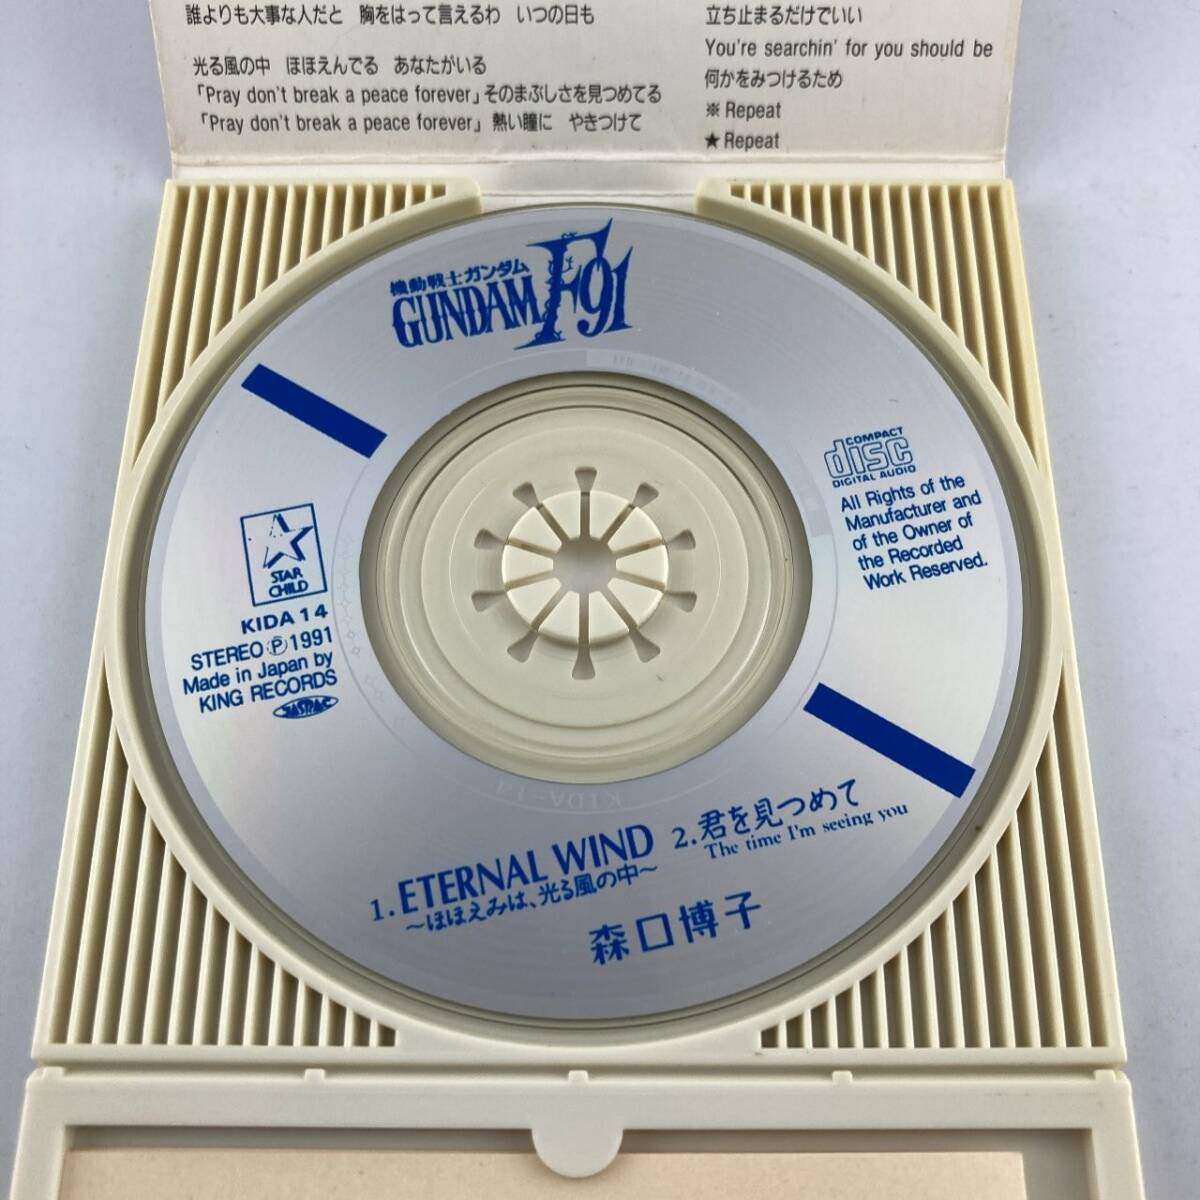 誰よりも大事な人だと　胸をはって言えるわ　いつの日も
光る風の中　ほほえんでる　あなたがいる
「Pray don't break a peace forever」そのまぶしさを見つめてる
「Pray don't break a peace forever」熱い瞳に　やきつけて
立ち止まるだけでいい
You're searchin' for you should be
何かをみつけるため
※Repeat
★Repeat
機動戦士ガンダム
GUNDAM F91
COMPACT
disc
DIGITAL AUDIO
All Rights of the
Manufacturer and
of the Owner of
the Recorded
Work Reserved.
STAR
CHILD
KIDA 14
STEREO Ⓟ1991
Made in Japan by
KING RECORDS
JASRAC
KIDA-14
1. ETERNAL WIND
～ほほえみは、光る風の中～
2. 君を見つめて
The time I'm seeing you
森口博子